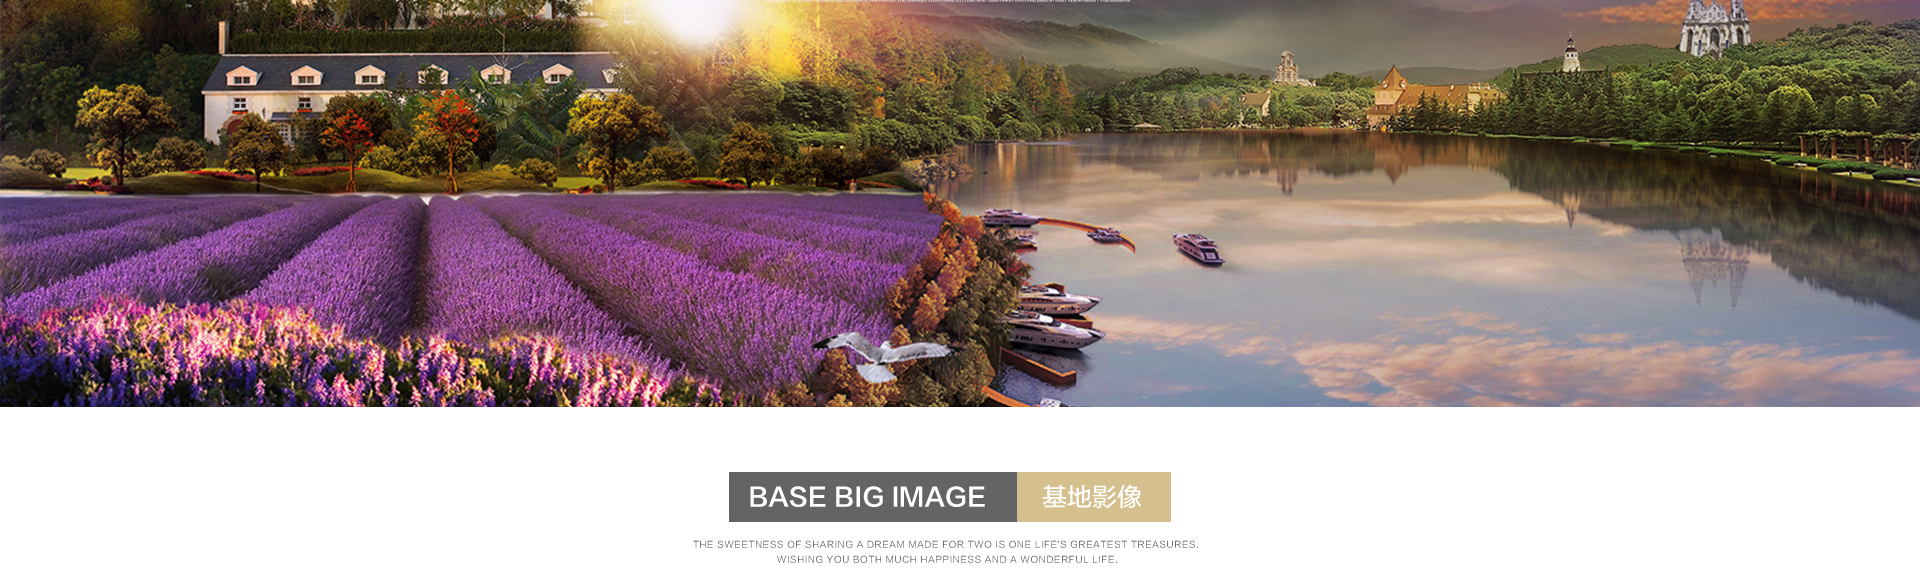 BASE BIG IMAGE 基地影像
THE SWEETNESS OF SHARING A DREAM MADE FOR TWO IS ONE LIFE'S GREATEST TREASURES.
WISHING YOU BOTH MUCH HAPPINESS AND A WONDERFUL LIFE.